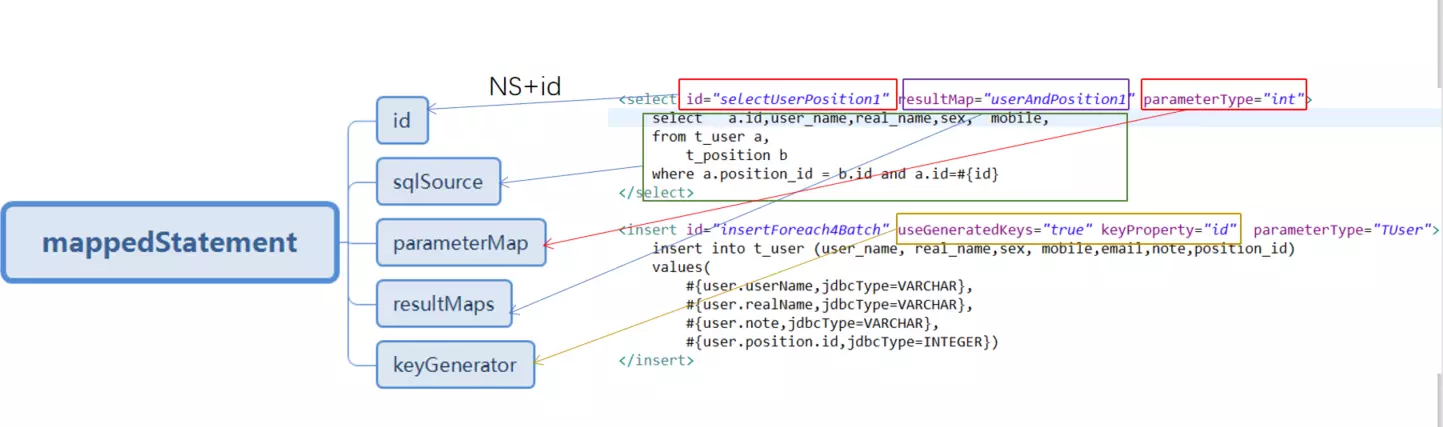 NS+id
mappedStatement
id
sqlSource
parameterMap
resultMaps
keyGenerator
<select id="selectUserPosition1" resultMap="userAndPosition1" parameterType="int">
select a.id,user_name,real_name,sex, mobile,
from t_user a,
t_position b
where a.position_id = b.id and a.id=#{id}
</select>
<insert id="insertForeach4Batch" useGeneratedKeys="true" keyProperty="id" parameterType="TUser">
insert into t_user (user_name, real_name,sex, mobile,email,note,position_id)
values(
#{user.userName,jdbcType=VARCHAR},
#{user.realName,jdbcType=VARCHAR},
#{user.note,jdbcType=VARCHAR},
#{user.position.id,jdbcType=INTEGER})
</insert>